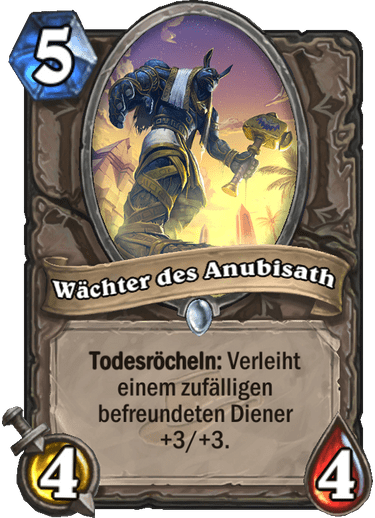 5
Wächter des Anubisath
Todesröcheln: Verleiht
einem zufälligen
befreundeten Diener
+3/+3.
4 4